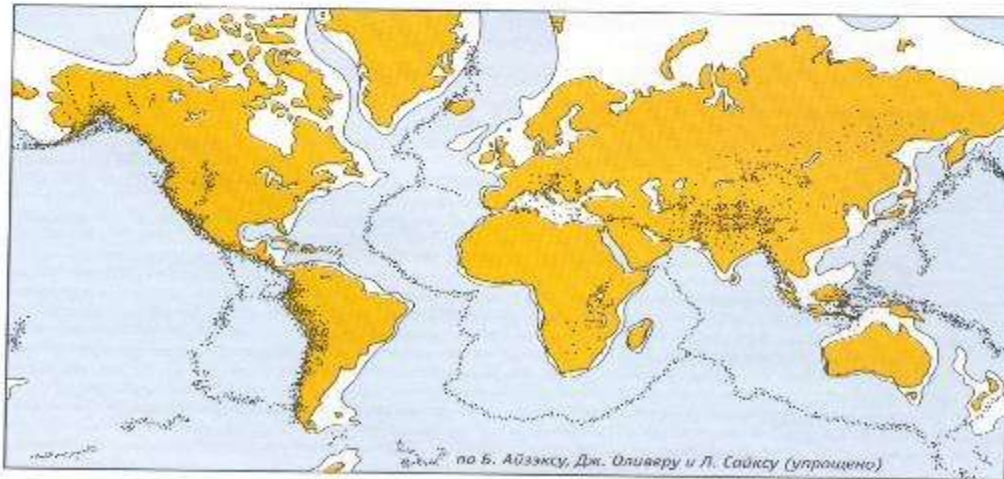 по Б. Айзэксу, Дж. Оливеру и Л. Сайксу (упрощено)